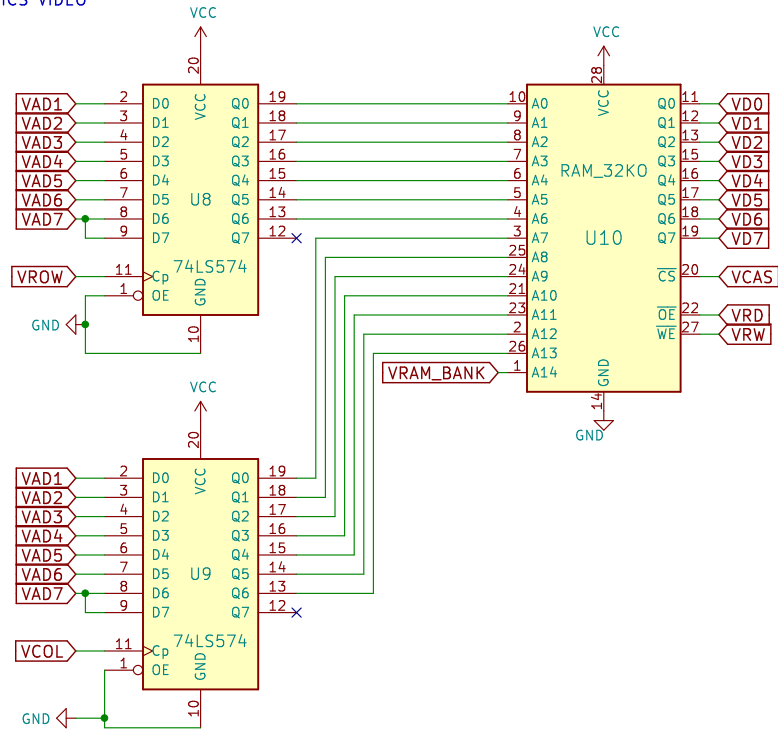 ICS VIDEO
VCC
VCC
20 28
VCC VCC
VAD1 2 D0 Q0 19 10 A0 Q0 11 VD0
VAD2 3 D1 Q1 18 9 A1 Q1 12 VD1
VAD3 4 D2 Q2 17 8 A2 Q2 13 VD2
VAD4 5 D3 Q3 16 7 A3 Q3 15 VD3
RAM_32KO
VAD5 6 D4 Q4 15 6 A4 Q4 16 VD4
VAD6 7 D5 U8 Q5 14 5 A5 Q5 17 VD5
VAD7 8 D6 Q6 13 4 A6 Q6 18 VD6
9 D7 Q7 12 3 A7 U10 Q7 19 VD7
25 A8
74LS574
VROW 11 Cp 24 A9 CS 20 VCAS
1 OE GND 21 A10
23 A11 OE 22 VRD
GND 10 2 A12 WE 27 VRW
26 A13
VRAM_BANK 1 A14 GND
VCC 14
GND
20
VCC
VAD1 2 D0 Q0 19
VAD2 3 D1 Q1 18
VAD3 4 D2 Q2 17
VAD4 5 D3 Q3 16
VAD5 6 D4 Q4 15
VAD6 7 D5 U9 Q5 14
VAD7 8 D6 Q6 13
9 D7 Q7 12
74LS574
VCOL 11 Cp
1 OE GND
10
GND